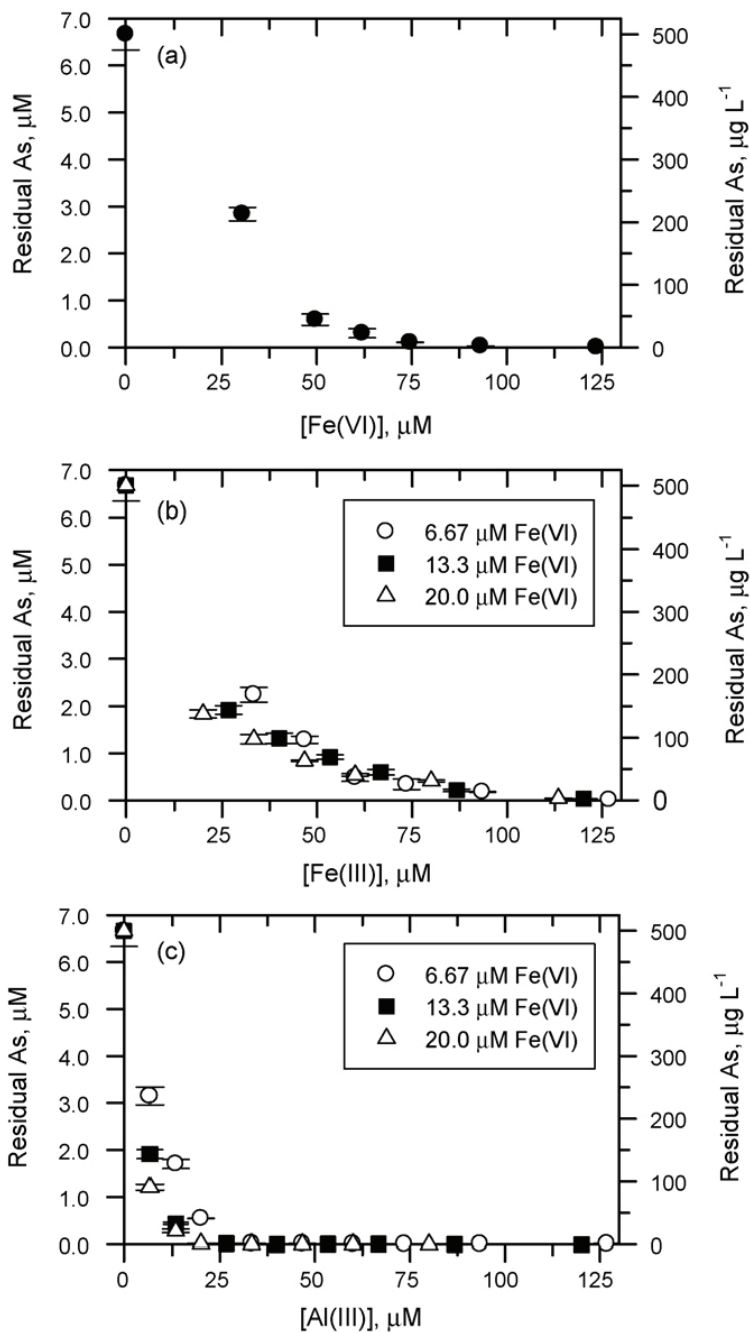 (a)
Residual As, μM
7.0
6.0
5.0
4.0
3.0
2.0
1.0
0.0
500
400
300
200
100
0
Residual As, μg L⁻¹
0 25 50 75 100 125
[Fe(VI)], μM
(b)
Residual As, μM
7.0
6.0
5.0
4.0
3.0
2.0
1.0
0.0
6.67 μM Fe(VI)
13.3 μM Fe(VI)
20.0 μM Fe(VI)
500
400
300
200
100
0
Residual As, μg L⁻¹
0 25 50 75 100 125
[Fe(III)], μM
(c)
Residual As, μM
7.0
6.0
5.0
4.0
3.0
2.0
1.0
0.0
6.67 μM Fe(VI)
13.3 μM Fe(VI)
20.0 μM Fe(VI)
500
400
300
200
100
0
Residual As, μg L⁻¹
0 25 50 75 100 125
[Al(III)], μM